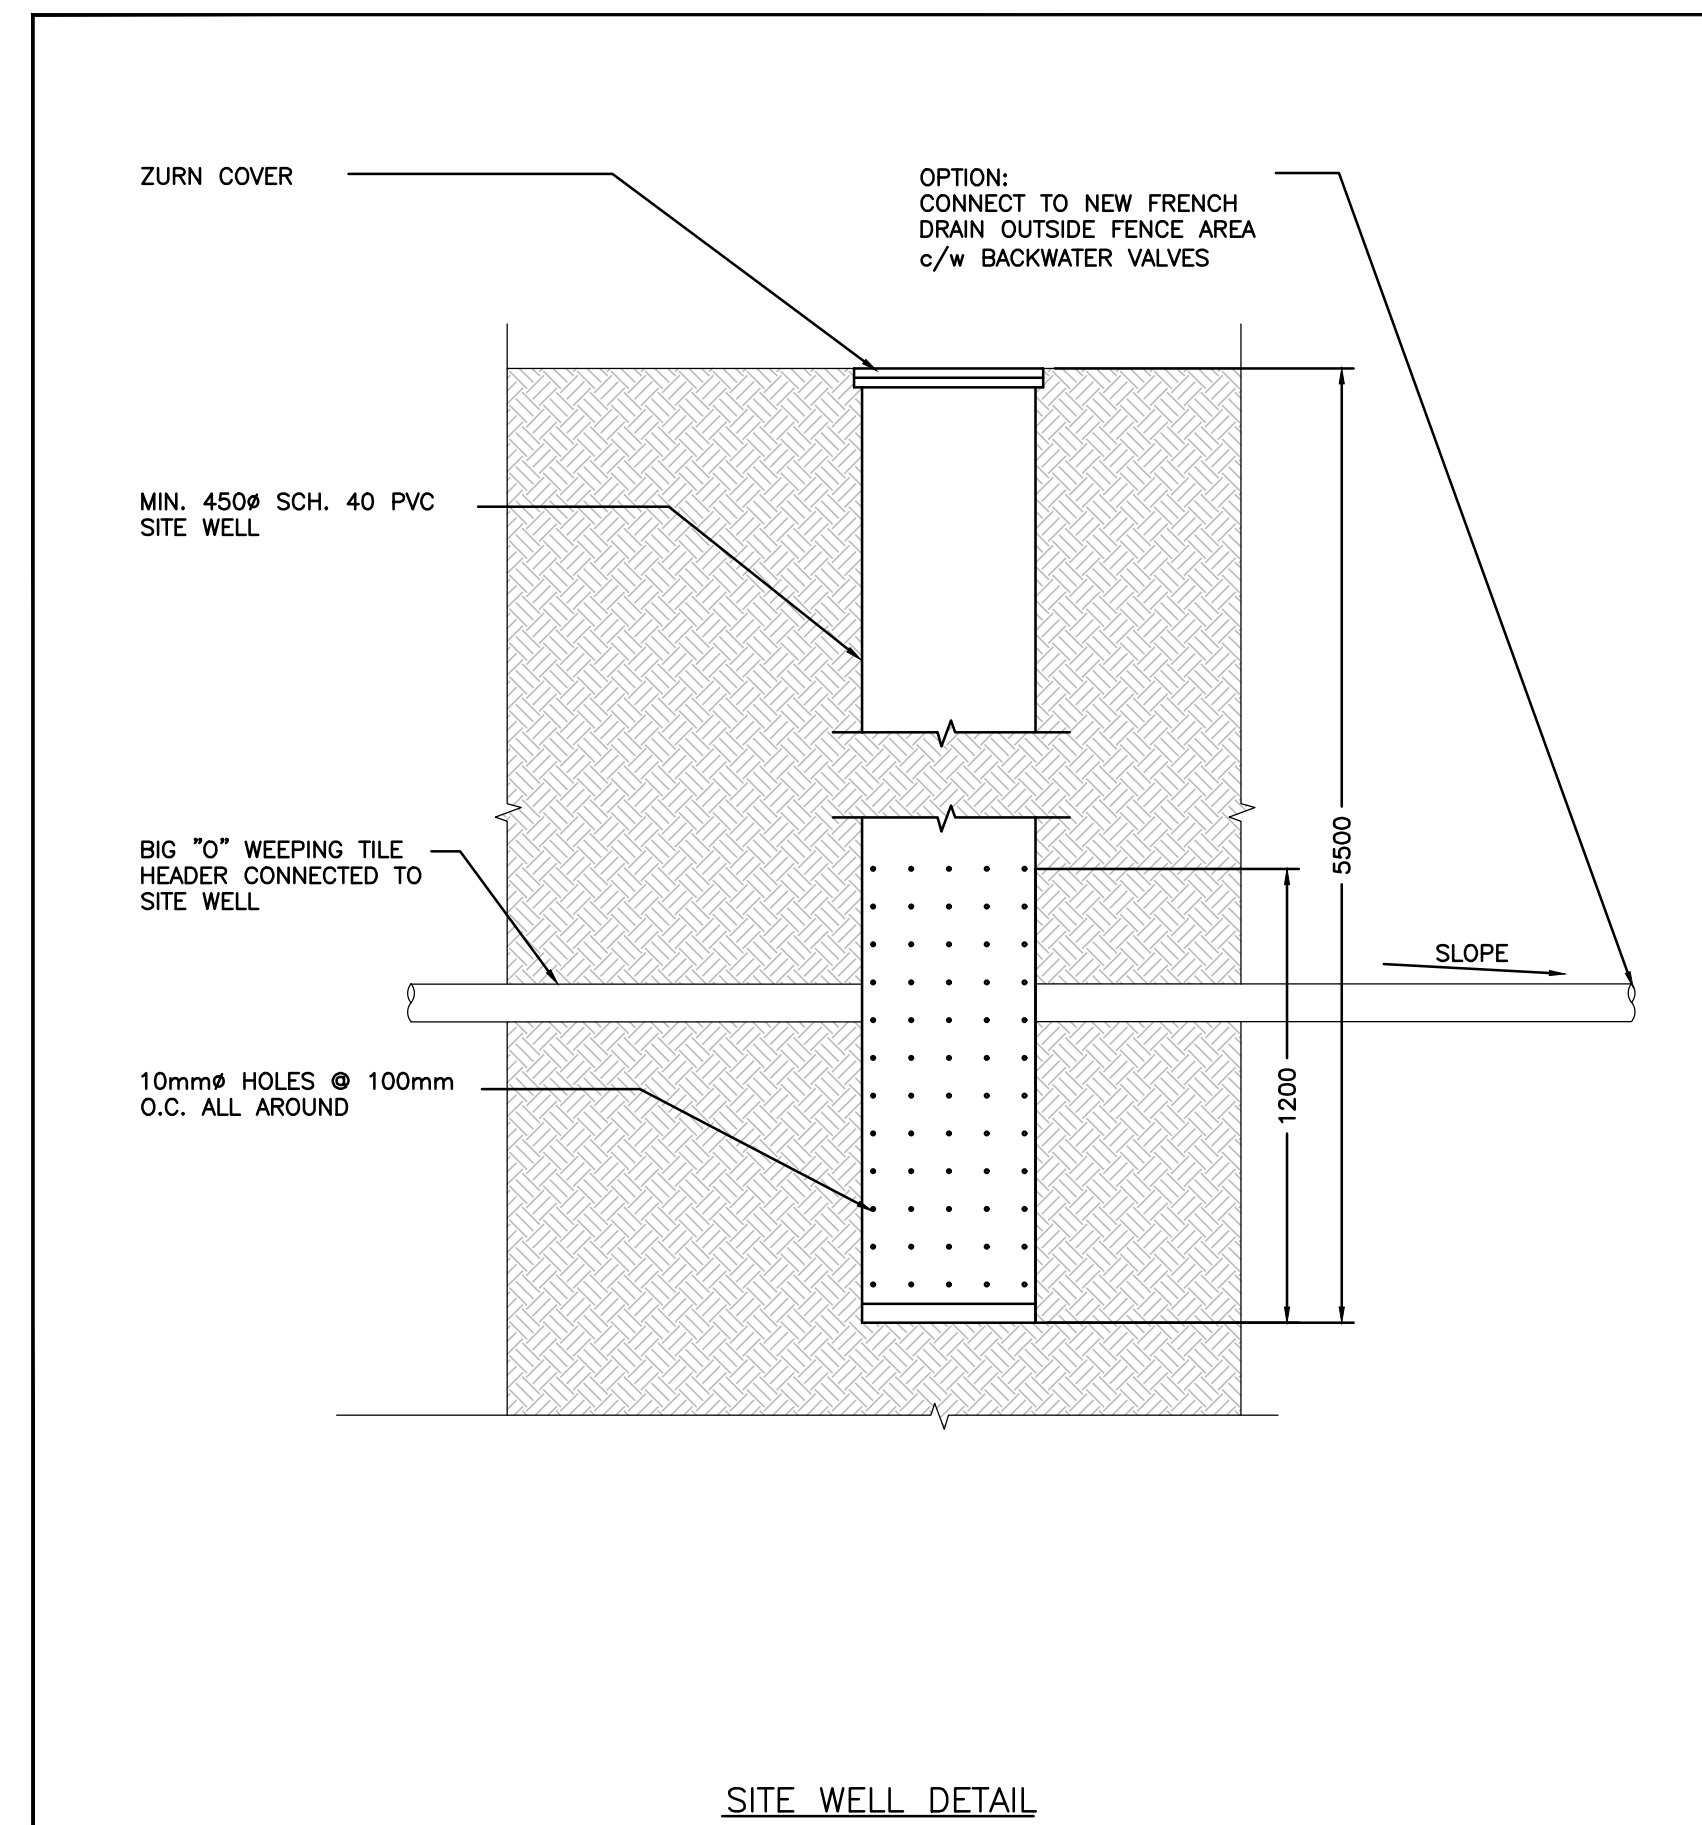 ZURN COVER
OPTION:
CONNECT TO NEW FRENCH
DRAIN OUTSIDE FENCE AREA
c/w BACKWATER VALVES
MIN. 450ø SCH. 40 PVC
SITE WELL
BIG "O" WEEPING TILE
HEADER CONNECTED TO
SITE WELL
5500
SLOPE
1200
10mmø HOLES @ 100mm
O.C. ALL AROUND
SITE WELL DETAIL